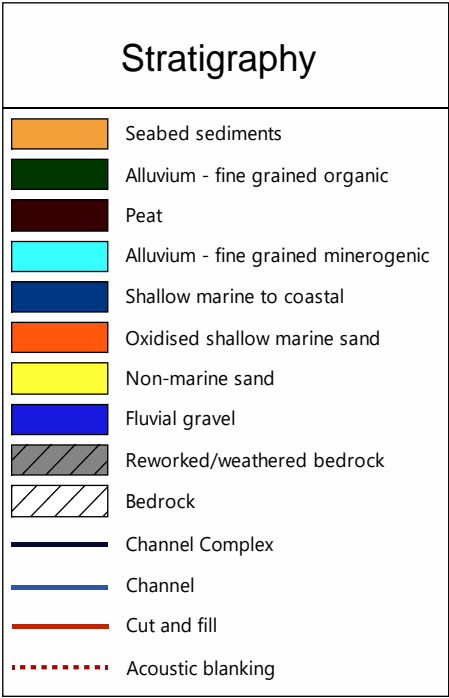 Stratigraphy
Seabed sediments
Alluvium - fine grained organic
Peat
Alluvium - fine grained minerogenic
Shallow marine to coastal
Oxidised shallow marine sand
Non-marine sand
Fluvial gravel
Reworked/weathered bedrock
Bedrock
Channel Complex
Channel
Cut and fill
Acoustic blanking